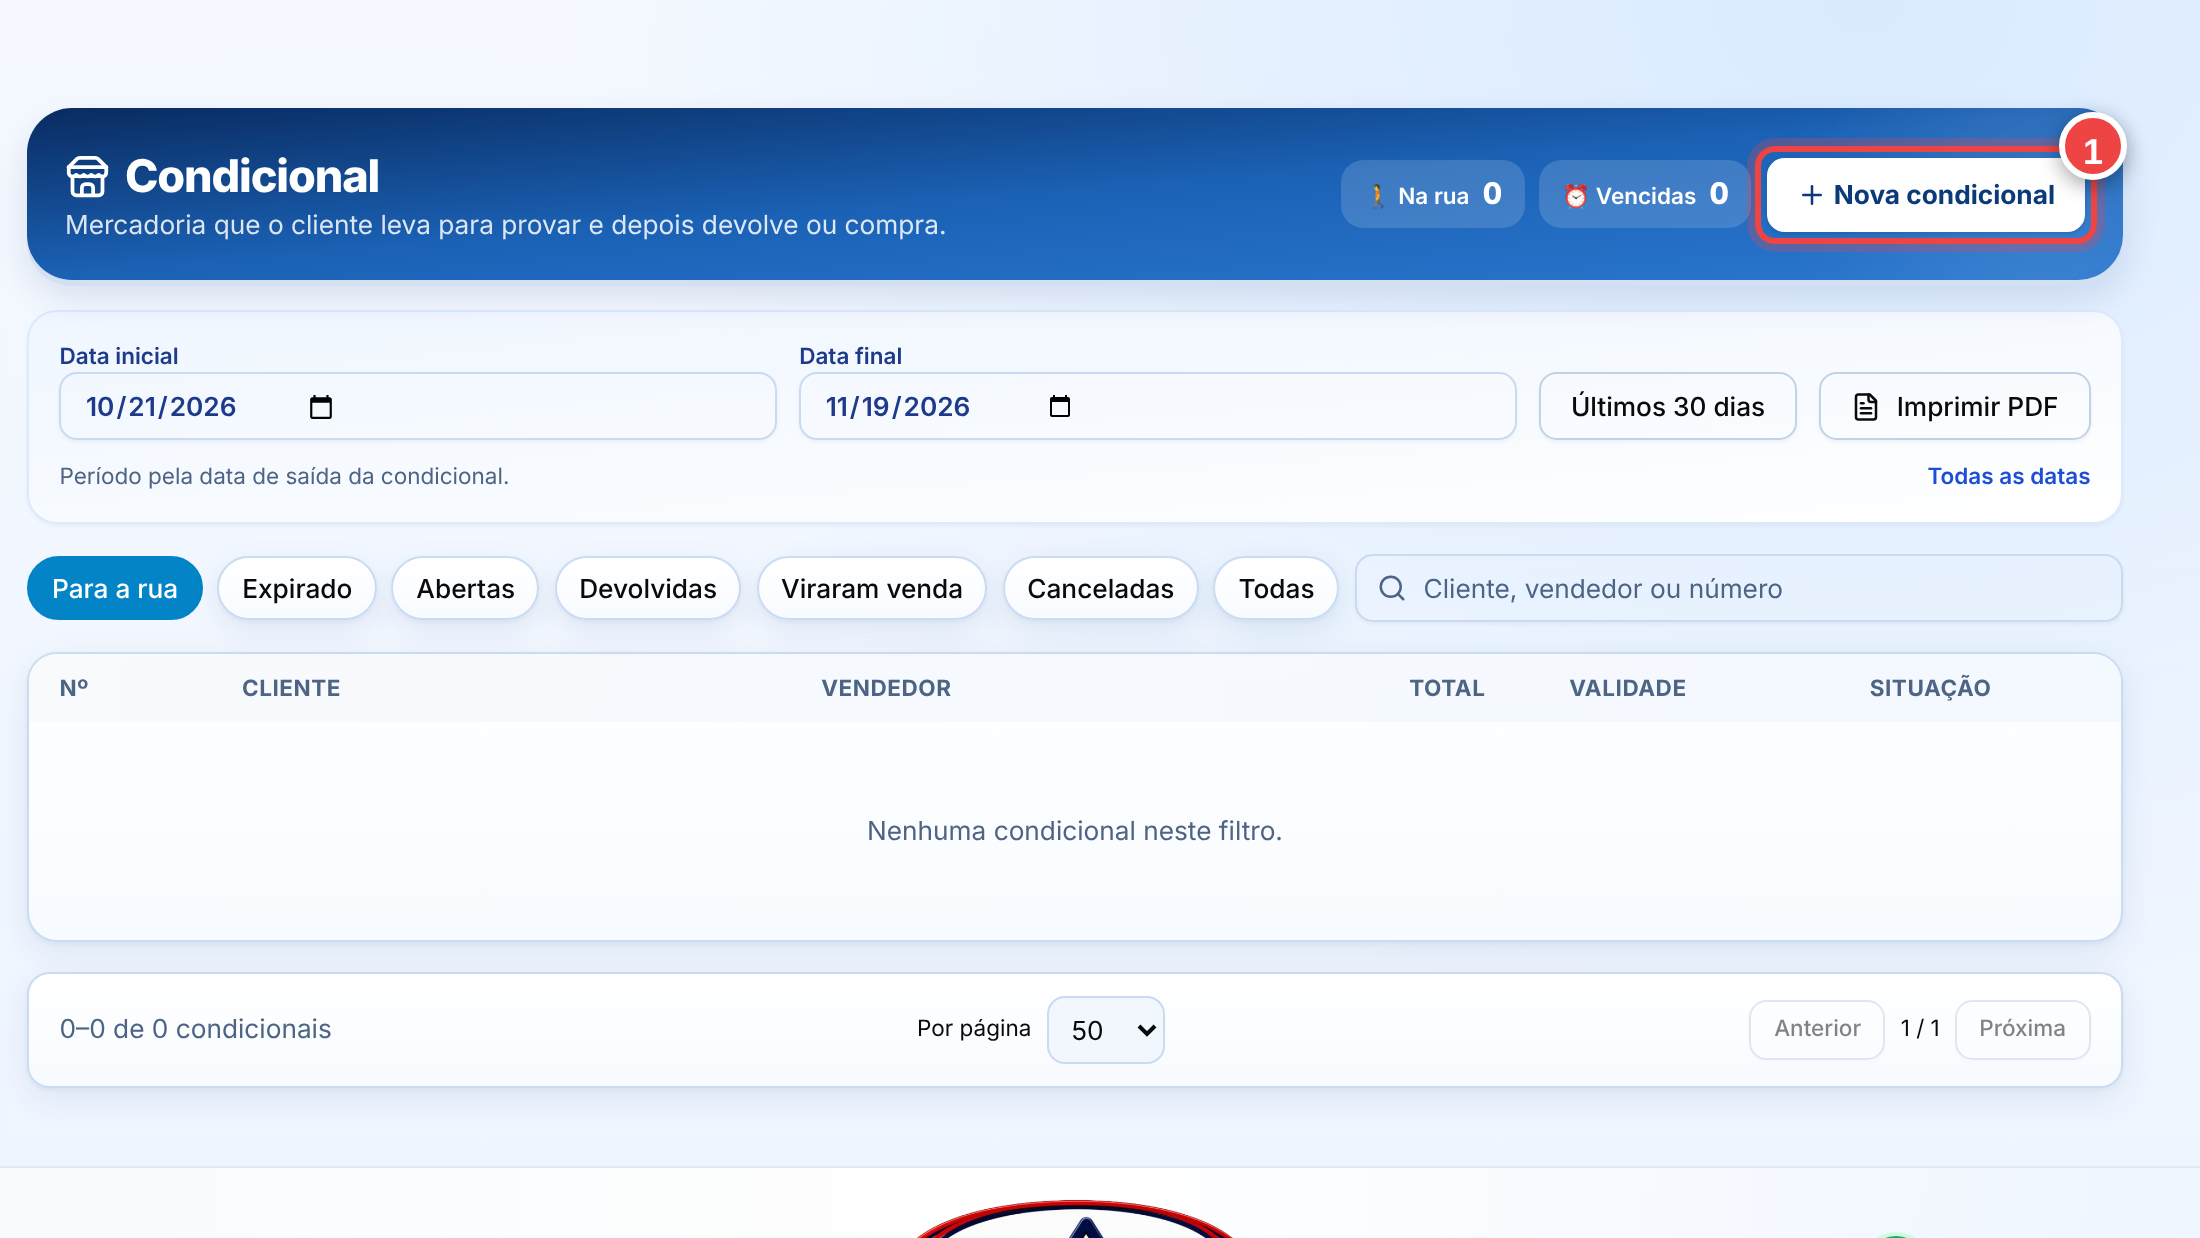 Condicional
Mercadoria que o cliente leva para provar e depois devolve ou compra.
Na rua 0
Vencidas 0
+ Nova condicional
1
Data inicial
10/21/2026
Data final
11/19/2026
Últimos 30 dias
Imprimir PDF
Período pela data de saída da condicional.
Todas as datas
Para a rua
Expirado
Abertas
Devolvidas
Viraram venda
Canceladas
Todas
Cliente, vendedor ou número
Nº CLIENTE VENDEDOR TOTAL VALIDADE SITUAÇÃO
Nenhuma condicional neste filtro.
0–0 de 0 condicionais
Por página 50
Anterior 1 / 1 Próxima